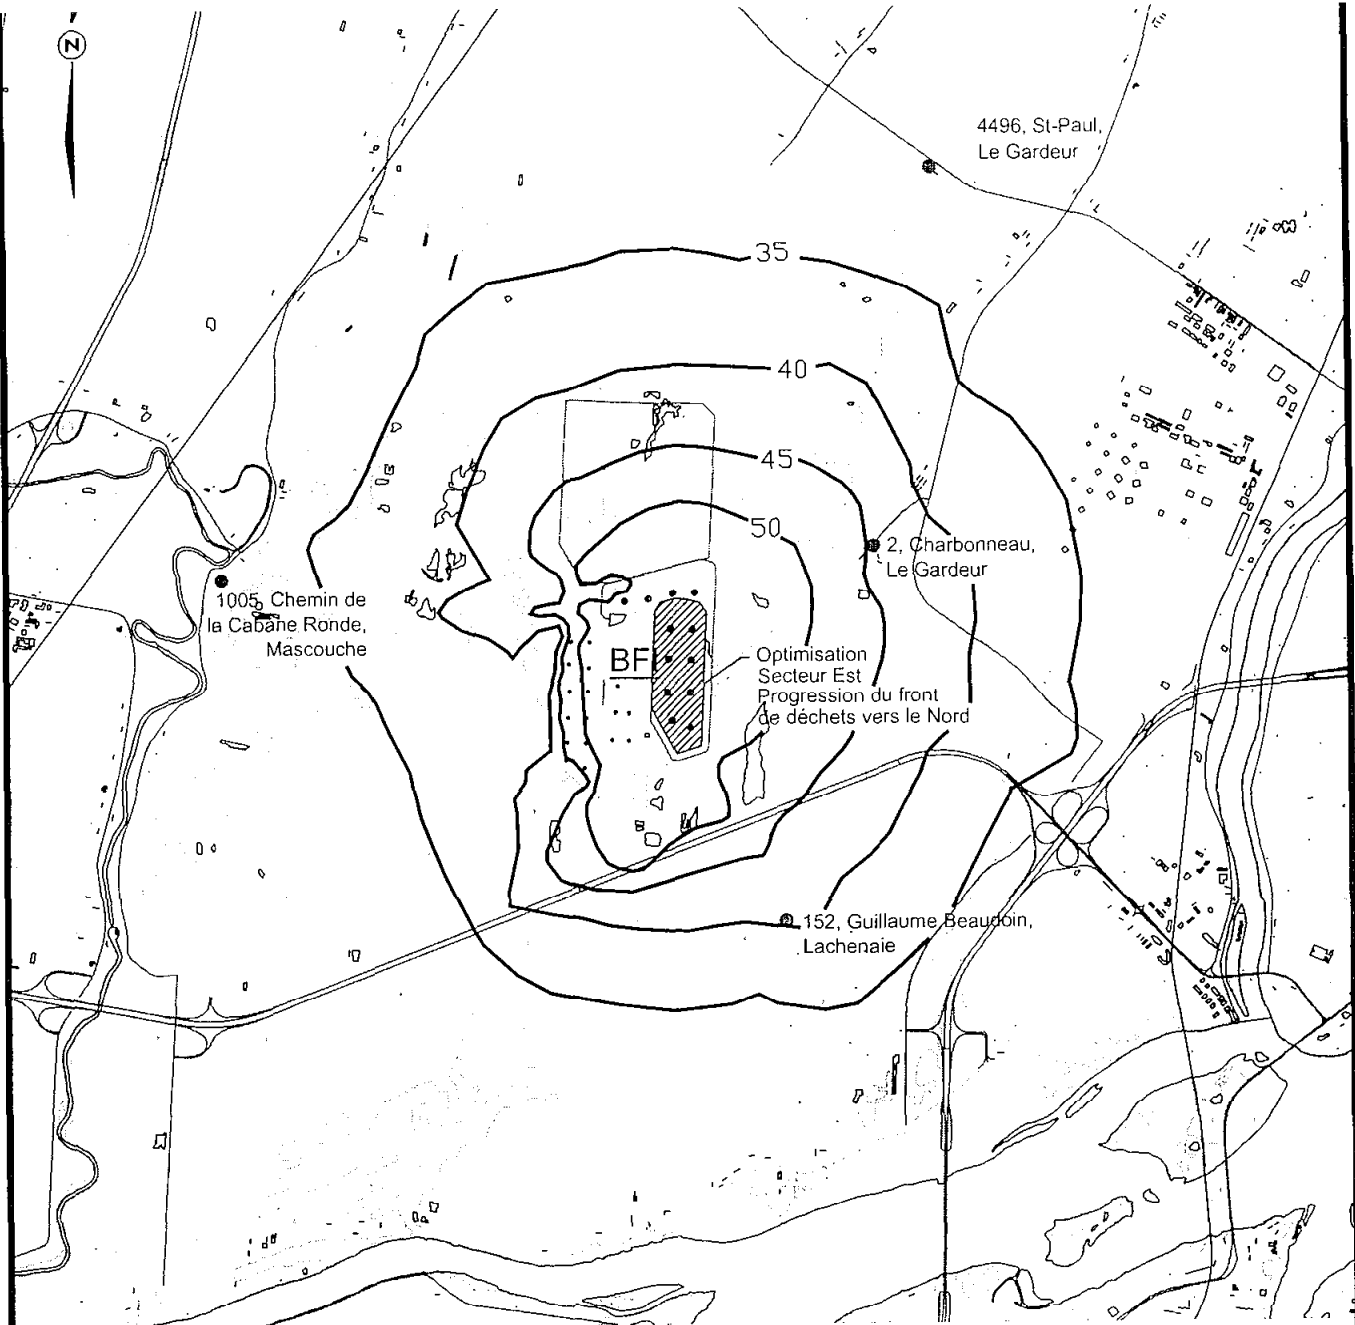 N
4496, St-Paul,
Le Gardeur
35
40
45
50
2, Charbonneau,
Le Gardeur
1005, Chemin de
la Cabane Ronde,
Mascouche
BFI
Optimisation
Secteur Est
Progression du front
de déchets vers le Nord
152, Guillaume Beaudoin,
Lachenaie